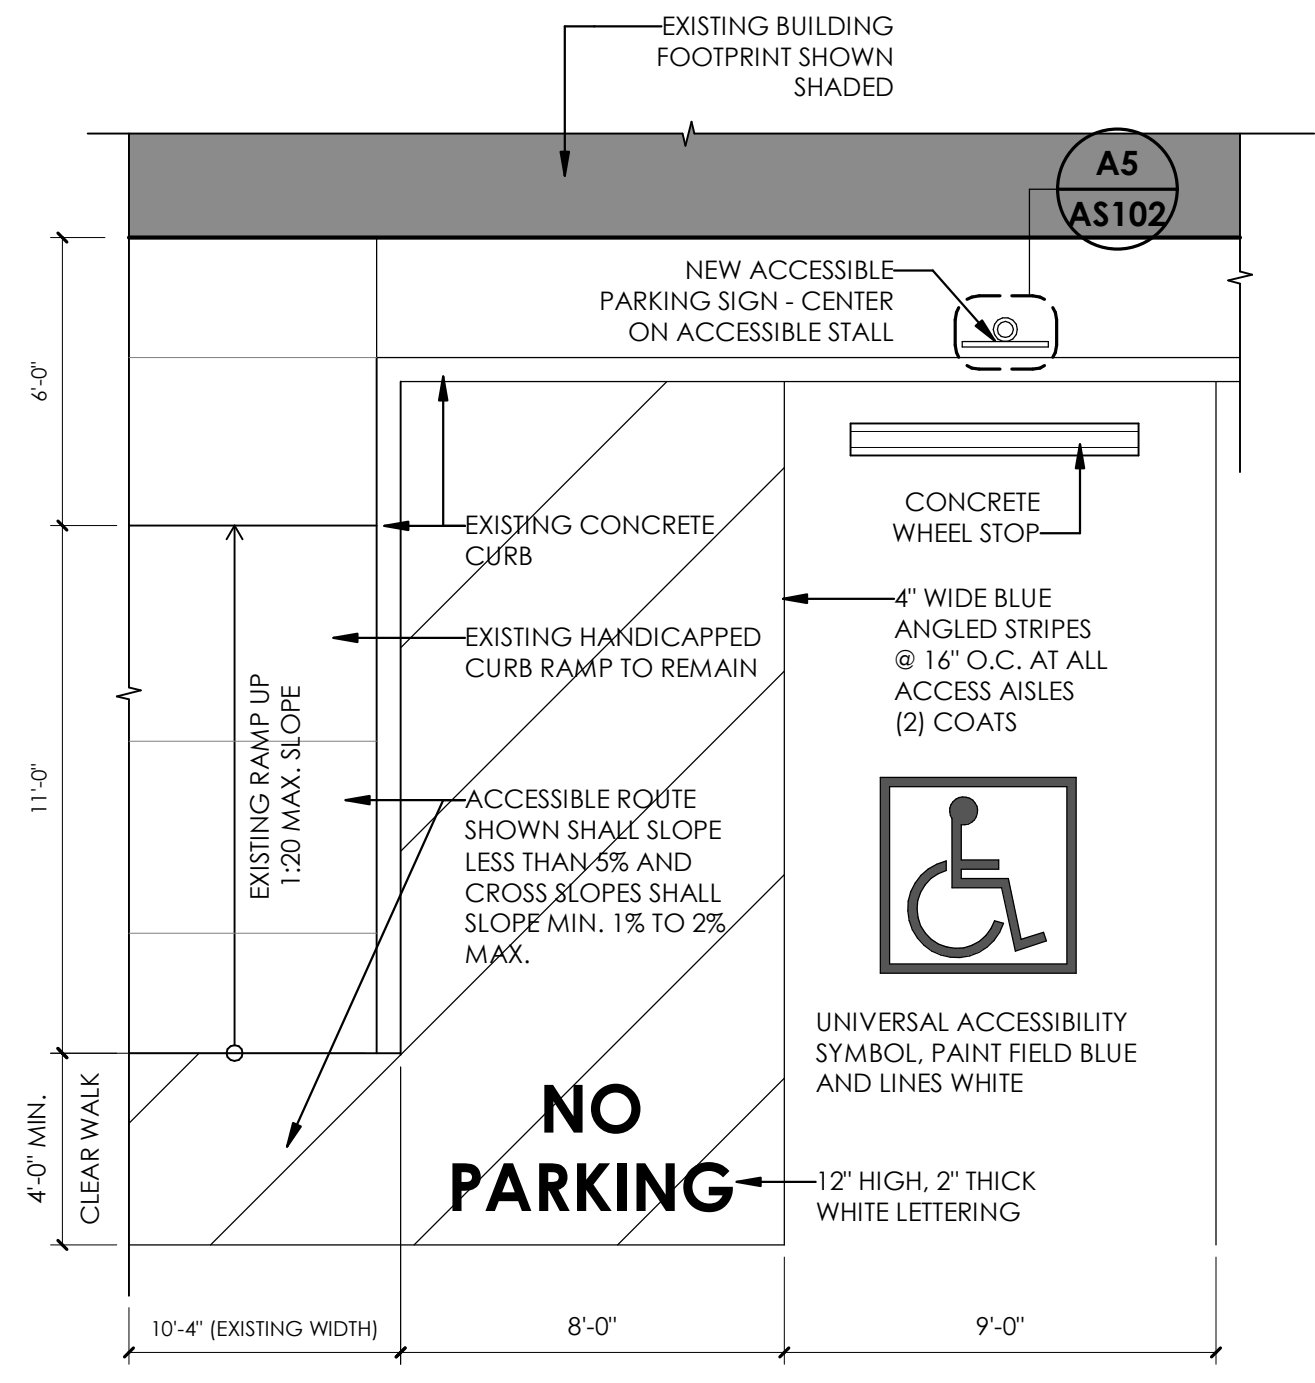 EXISTING BUILDING
FOOTPRINT SHOWN
SHADED
A5
AS102
NEW ACCESSIBLE
PARKING SIGN - CENTER
ON ACCESSIBLE STALL
6'-0"
CONCRETE
WHEEL STOP
EXISTING CONCRETE
CURB
4" WIDE BLUE
ANGLED STRIPES
@ 16" O.C. AT ALL
ACCESS AISLES
(2) COATS
EXISTING HANDICAPPED
CURB RAMP TO REMAIN
EXISTING RAMP UP
1:20 MAX. SLOPE
11'-0"
ACCESSIBLE ROUTE
SHOWN SHALL SLOPE
LESS THAN 5% AND
CROSS SLOPES SHALL
SLOPE MIN. 1% TO 2%
MAX.
UNIVERSAL ACCESSIBILITY
SYMBOL, PAINT FIELD BLUE
AND LINES WHITE
4'-0" MIN.
CLEAR WALK
NO
PARKING
12" HIGH, 2" THICK
WHITE LETTERING
10'-4" (EXISTING WIDTH)
8'-0"
9'-0"